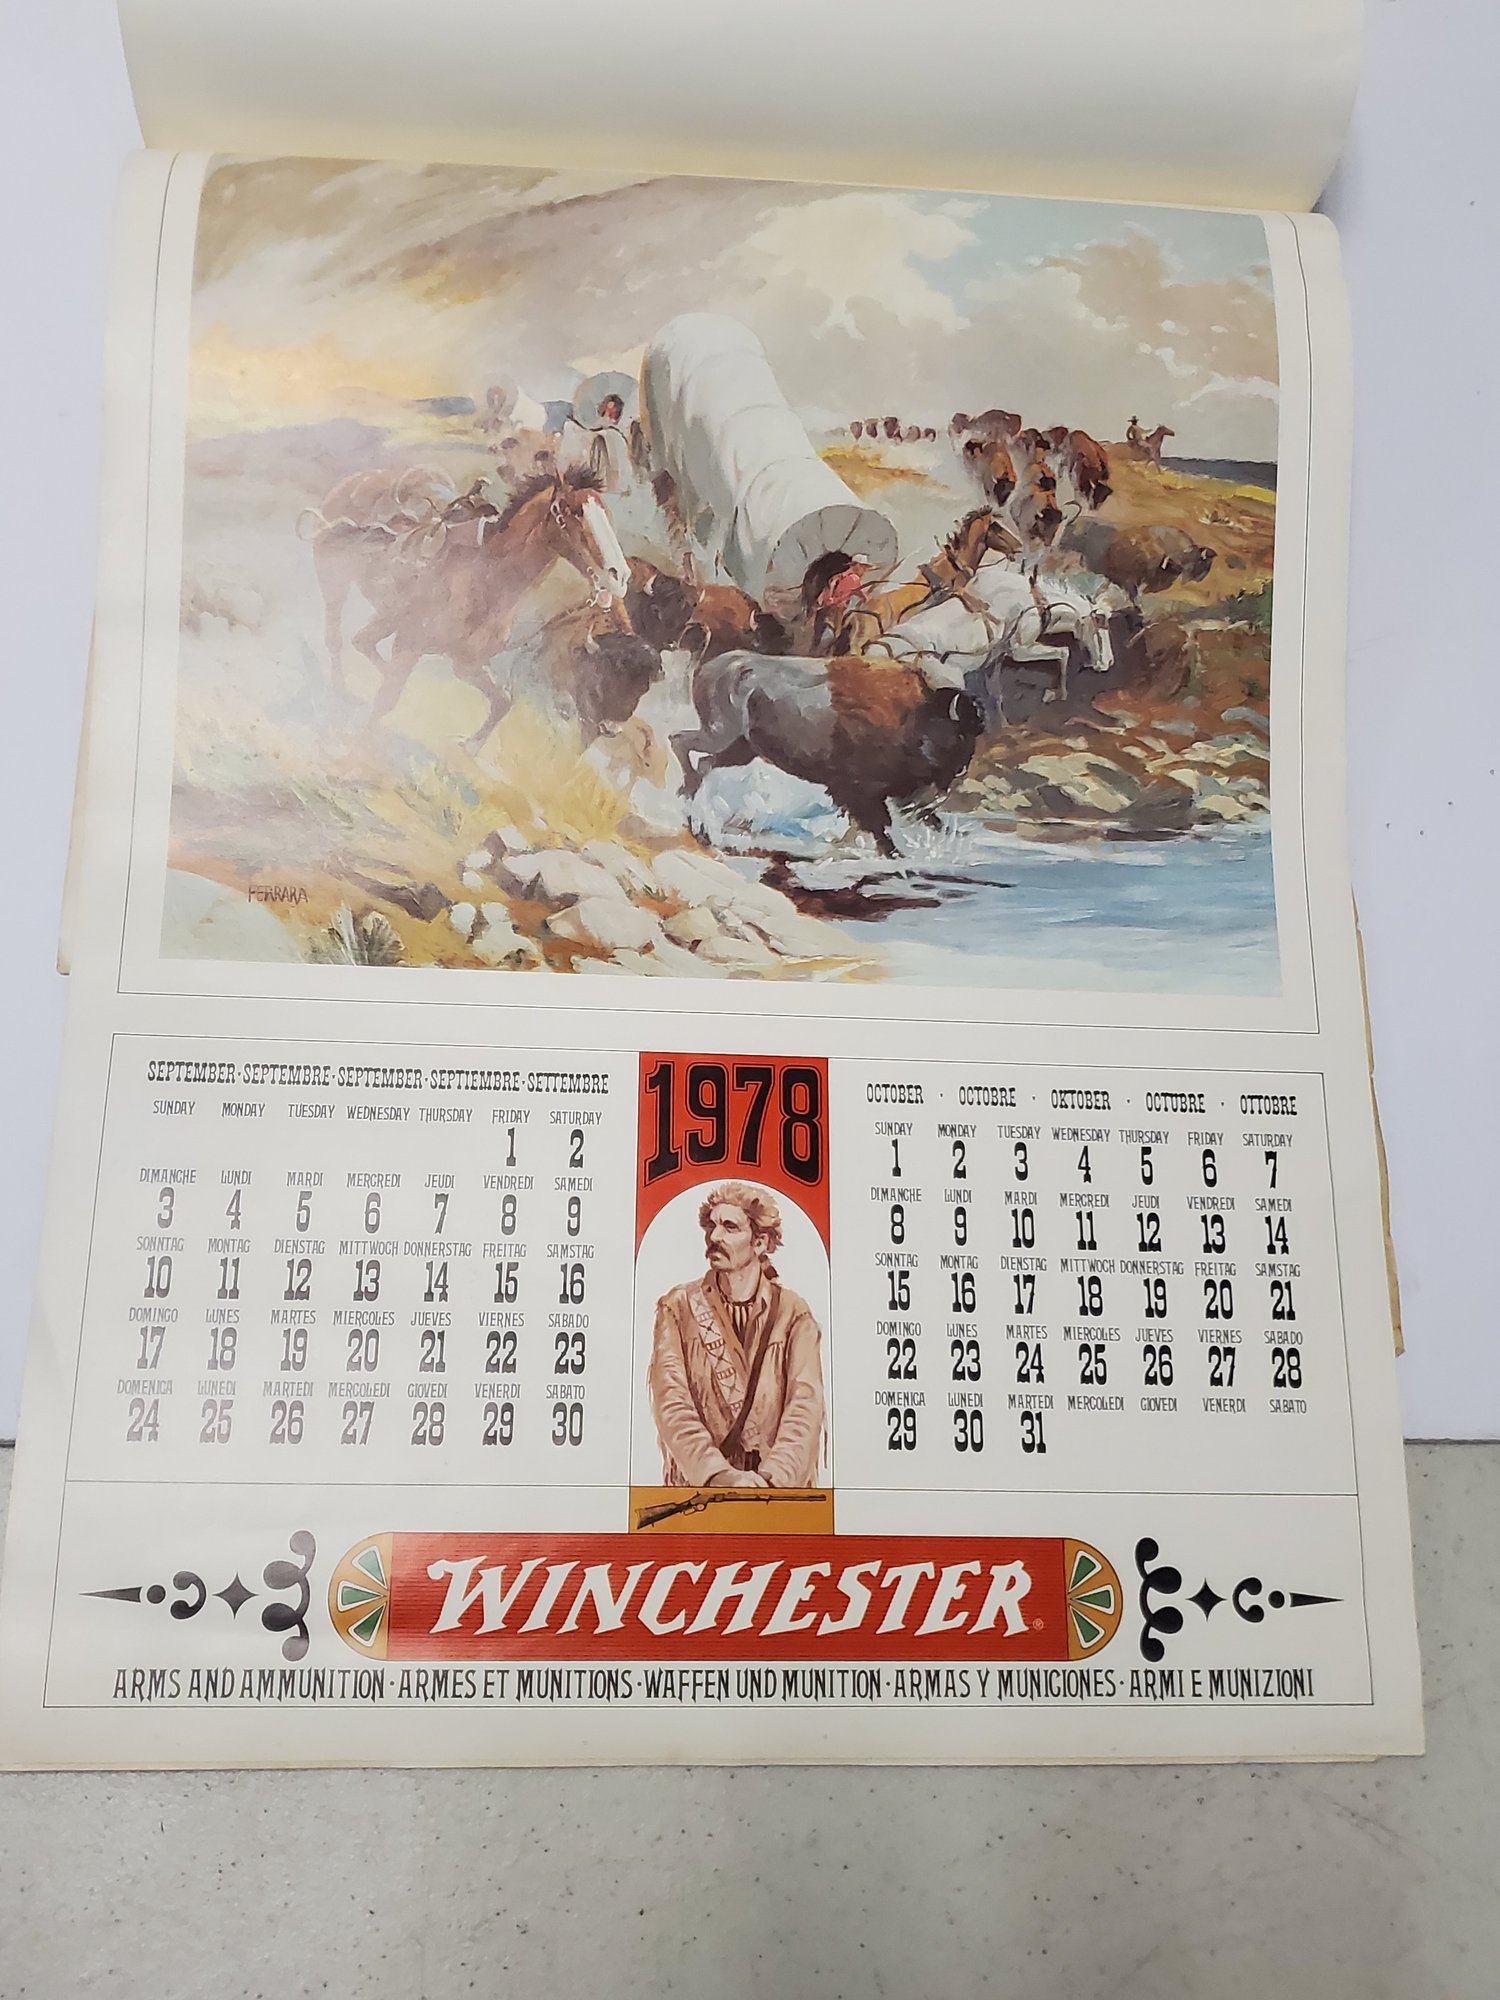 FERRARA
SEPTEMBER · SEPTEMBRE · SEPTEMBER · SEPTIEMBRE · SETTEMBRE
SUNDAY MONDAY TUESDAY WEDNESDAY THURSDAY FRIDAY SATURDAY
1 2
DIMANCHE LUNDI MARDI MERCREDI JEUDI VENDREDI SAMEDI
3 4 5 6 7 8 9
SONNTAG MONTAG DIENSTAG MITTWOCH DONNERSTAG FREITAG SAMSTAG
10 11 12 13 14 15 16
DOMINGO LUNES MARTES MIERCOLES JUEVES VIERNES SABADO
17 18 19 20 21 22 23
DOMENICA LUNEDI MARTEDI MERCOLEDI GIOVEDI VENERDI SABATO
24 25 26 27 28 29 30
1978
OCTOBER · OCTOBRE · OKTOBER · OCTUBRE · OTTOBRE
SUNDAY MONDAY TUESDAY WEDNESDAY THURSDAY FRIDAY SATURDAY
1 2 3 4 5 6 7
DIMANCHE LUNDI MARDI MERCREDI JEUDI VENDREDI SAMEDI
8 9 10 11 12 13 14
SONNTAG MONTAG DIENSTAG MITTWOCH DONNERSTAG FREITAG SAMSTAG
15 16 17 18 19 20 21
DOMINGO LUNES MARTES MIERCOLES JUEVES VIERNES SABADO
22 23 24 25 26 27 28
DOMENICA LUNEDI MARTEDI MERCOLEDI GIOVEDI VENERDI SABATO
29 30 31
WINCHESTER®
ARMS AND AMMUNITION · ARMES ET MUNITIONS · WAFFEN UND MUNITION · ARMAS Y MUNICIONES · ARMI E MUNIZIONI